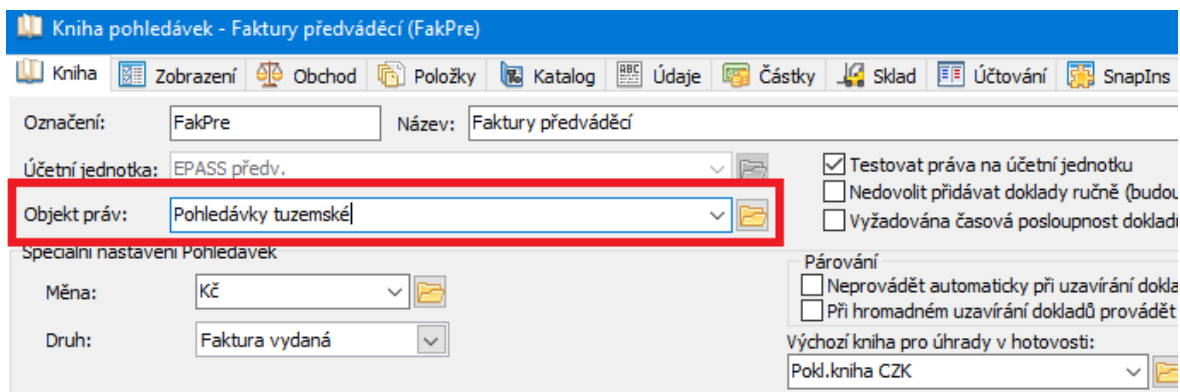 Kniha pohledávek - Faktury předváděcí (FakPre)
Kniha Zobrazení Obchod Položky Katalog Údaje Částky Sklad Účtování SnapIns
Označení: FakPre Název: Faktury předváděcí
Účetní jednotka: EPASS předv. Testovat práva na účetní jednotku
Nedovolit přidávat doklady ručně (budou
Objekt práv: Pohledávky tuzemské
Vyžadována časová posloupnost dokladů
Speciální nastavení Pohledávek
Párování
Měna: Kč Neprovádět automaticky při uzavírání dokla
Při hromadném uzavírání dokladů provádět
Druh: Faktura vydaná Výchozí kniha pro úhrady v hotovosti:
Pokl.kniha CZK